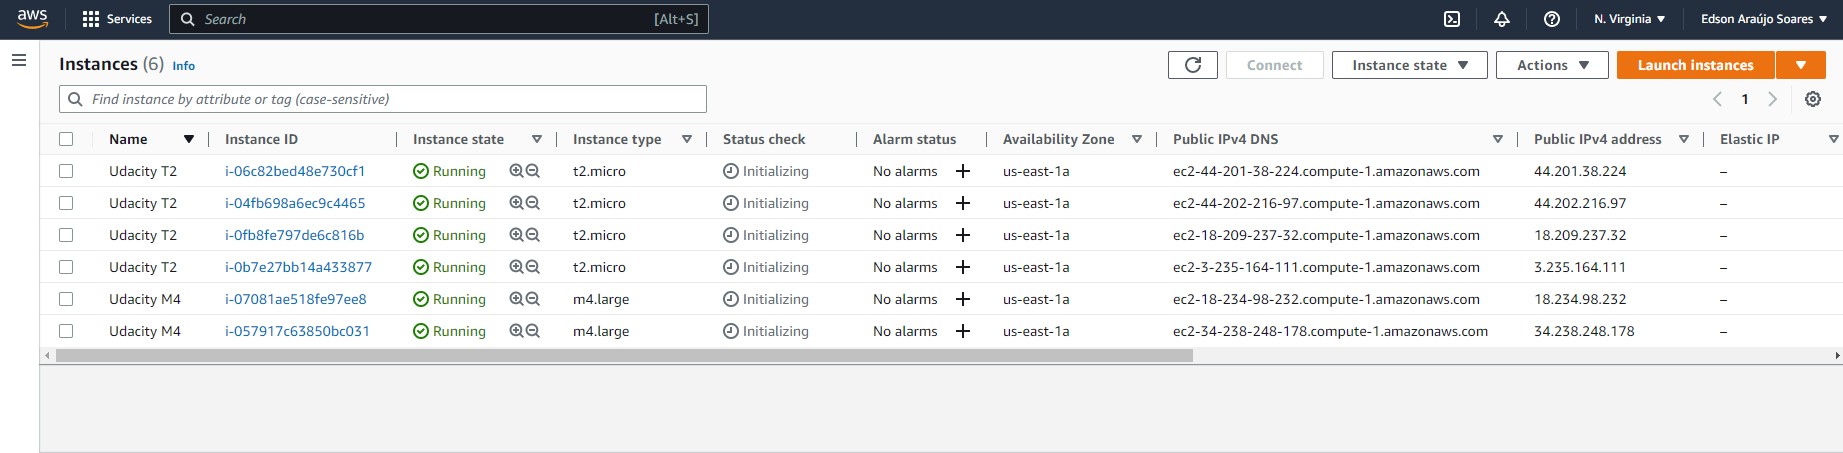 aws Services Search [Alt+S] N. Virginia Edson Araújo Soares
Instances (6) Info Connect Instance state Actions Launch instances
Find instance by attribute or tag (case-sensitive) 1
Name Instance ID Instance state Instance type Status check Alarm status Availability Zone Public IPv4 DNS Public IPv4 address Elastic IP
Udacity T2 i-06c82bed48e730cf1 Running t2.micro Initializing No alarms + us-east-1a ec2-44-201-38-224.compute-1.amazonaws.com 44.201.38.224 –
Udacity T2 i-04fb698a6ec9c4465 Running t2.micro Initializing No alarms + us-east-1a ec2-44-202-216-97.compute-1.amazonaws.com 44.202.216.97 –
Udacity T2 i-0fb8fe797de6c816b Running t2.micro Initializing No alarms + us-east-1a ec2-18-209-237-32.compute-1.amazonaws.com 18.209.237.32 –
Udacity T2 i-0b7e27bb14a433877 Running t2.micro Initializing No alarms + us-east-1a ec2-3-235-164-111.compute-1.amazonaws.com 3.235.164.111 –
Udacity M4 i-07081ae518fe97ee8 Running m4.large Initializing No alarms + us-east-1a ec2-18-234-98-232.compute-1.amazonaws.com 18.234.98.232 –
Udacity M4 i-057917c63850bc031 Running m4.large Initializing No alarms + us-east-1a ec2-34-238-248-178.compute-1.amazonaws.com 34.238.248.178 –